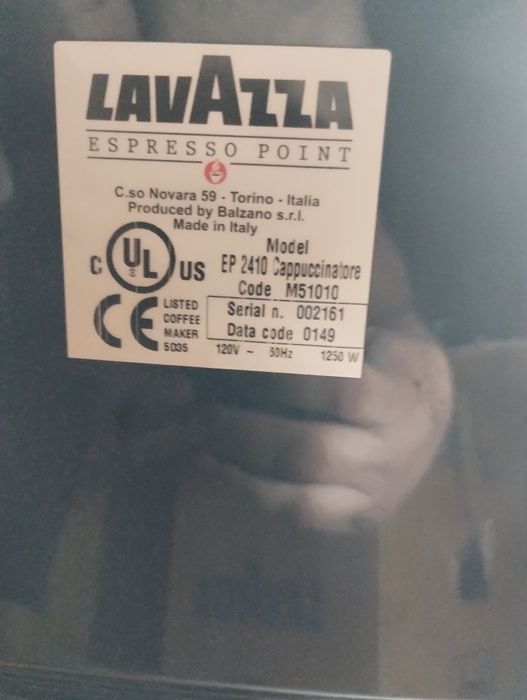 LAVAZZA
ESPRESSO POINT
C.so Novara 59 - Torino - Italia
Produced by Balzano s.r.l.
Made in Italy
Model
EP 2410 Cappuccinatore
Code M51010
C UL US
CE
LISTED
COFFEE
MAKER
5D35
Serial n. 002161
Data code 0149
120V ~ 60Hz 1250 W